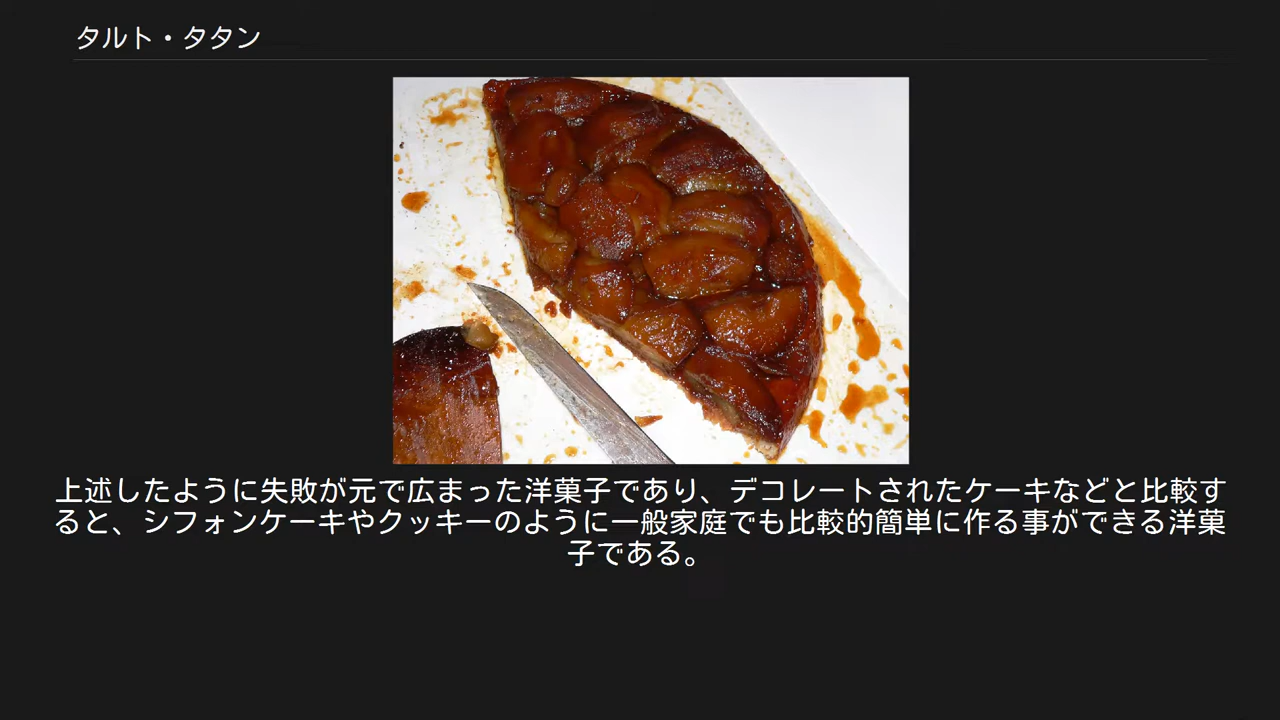 タルト・タタン
上述したように失敗が元で広まった洋菓子であり、デコレートされたケーキなどと比較す
ると、シフォンケーキやクッキーのように一般家庭でも比較的簡単に作る事ができる洋菓
子である。